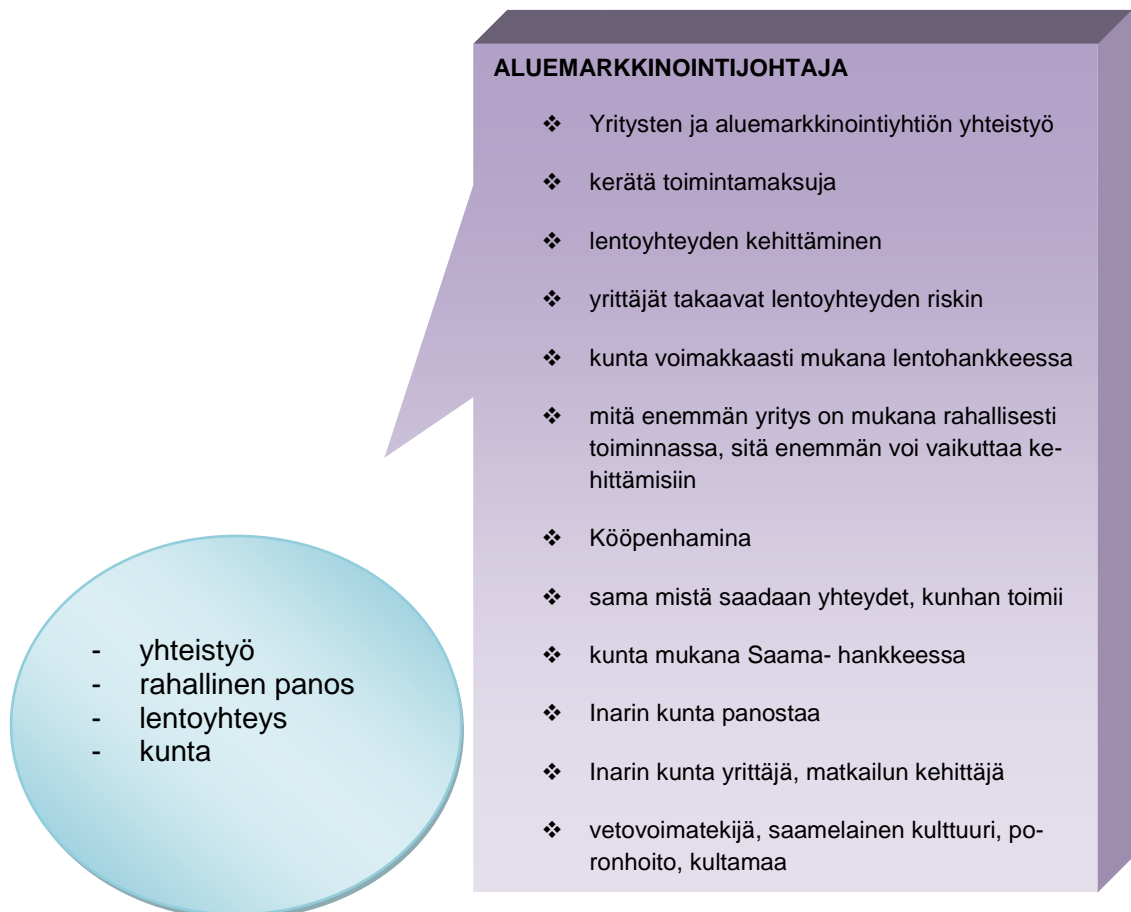 ALUEMARKKINOINTIJOHTAJA
❖ Yritysten ja aluemarkkinointiyhtiön yhteistyö
❖ kerätä toimintamaksuja
❖ lentoyhteyden kehittäminen
❖ yrittäjät takaavat lentoyhteyden riskin
❖ kunta voimakkaasti mukana lentohankkeessa
❖ mitä enemmän yritys on mukana rahallisesti
toiminnassa, sitä enemmän voi vaikuttaa ke-
hittämisiin
❖ Kööpenhamina
❖ sama mistä saadaan yhteydet, kunhan toimii
❖ kunta mukana Saama- hankkeessa
❖ Inarin kunta panostaa
❖ Inarin kunta yrittäjä, matkailun kehittäjä
❖ vetovoimatekijä, saamelainen kulttuuri, po-
ronhoito, kultamaa
- yhteistyö
- rahallinen panos
- lentoyhteys
- kunta